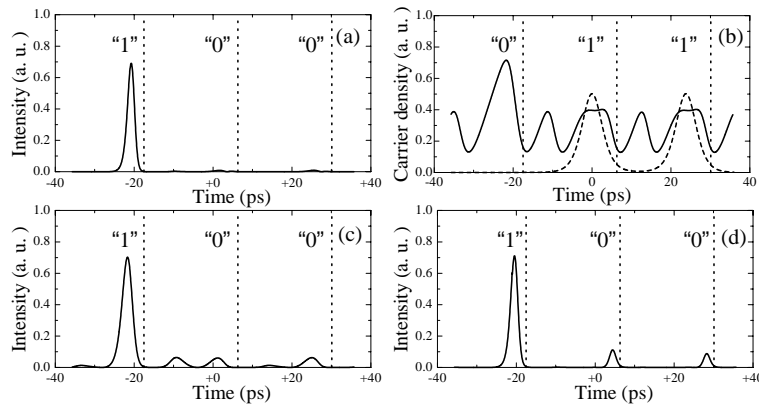 1.0
0.8
0.6
0.4
0.2
0.0
Intensity (a. u. )
“1” “0” “0” (a)
-40 -20 +0 +20 +40
Time (ps)
1.0
0.8
0.6
0.4
0.2
0.0
Carrier density (a. u.)
“0” “1” “1” (b)
-40 -20 0 20 40
Time (ps)
1.0
0.8
0.6
0.4
0.2
0.0
Intensity (a. u. )
“1” “0” “0” (c)
-40 -20 +0 +20 +40
Time (ps)
1.0
0.8
0.6
0.4
0.2
0.0
Intensity (a. u. )
“1” “0” “0” (d)
-40 -20 +0 +20 +40
Time (ps)